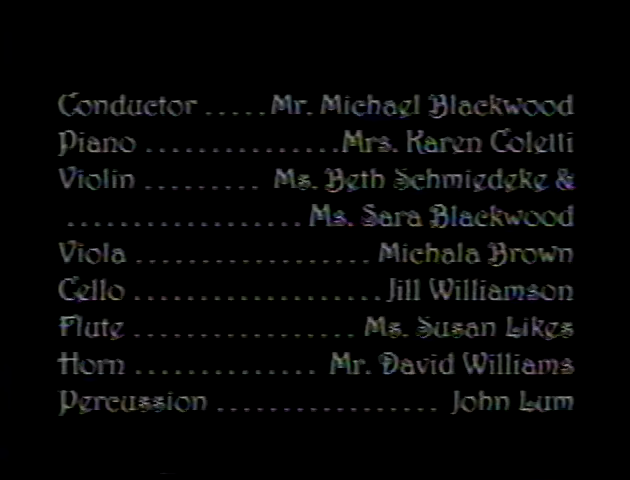 Conductor ..... Mr. Michael Blackwood
Piano ............... Mrs. Karen Coletti
Violin ......... Ms. Beth Schmiedeke &
.................. Ms. Sara Blackwood
Viola .................. Michala Brown
Cello ................... Jill Williamson
Flute ................. Ms. Susan Likes
Horn .............. Mr. David Williams
Percussion ................. John Lum